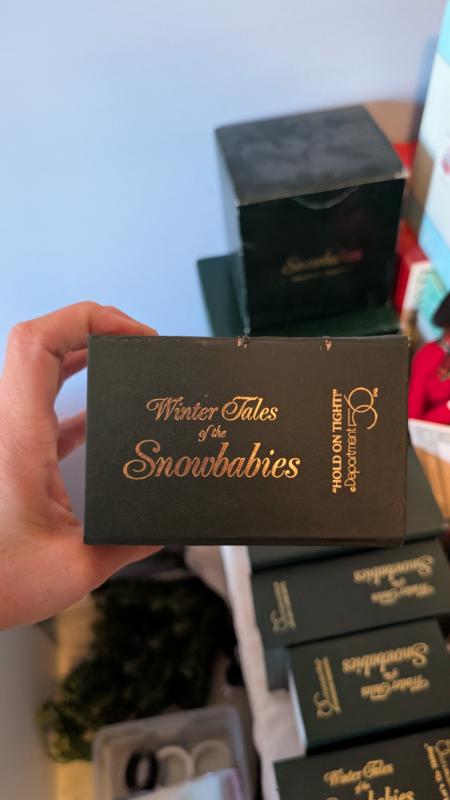 Snowbabies
Winter Tales
of the
Snowbabies
"HOLD ON TIGHT!"
©Department 56®
Winter Tales
of the
Snowbabies
Winter Tales
of the
Snowbabies
Winter Tales
of the